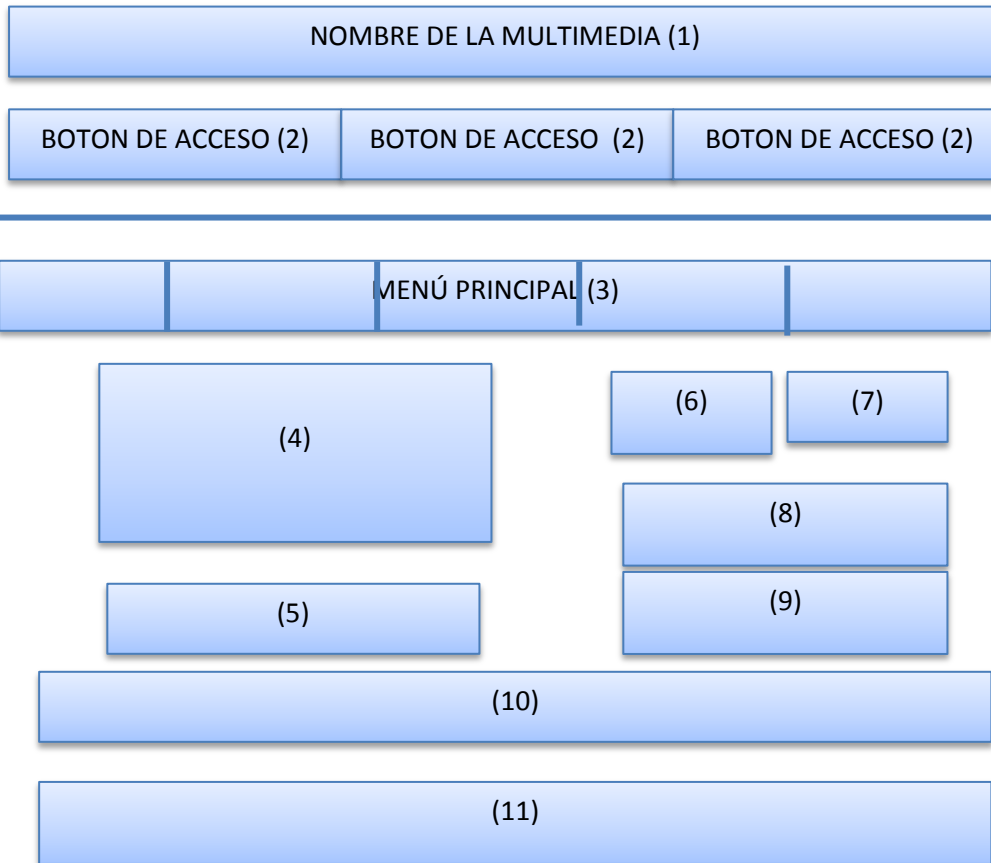 NOMBRE DE LA MULTIMEDIA (1)
BOTON DE ACCESO (2) BOTON DE ACCESO (2) BOTON DE ACCESO (2)
MENÚ PRINCIPAL (3)
(4)
(5)
(6) (7)
(8)
(9)
(10)
(11)